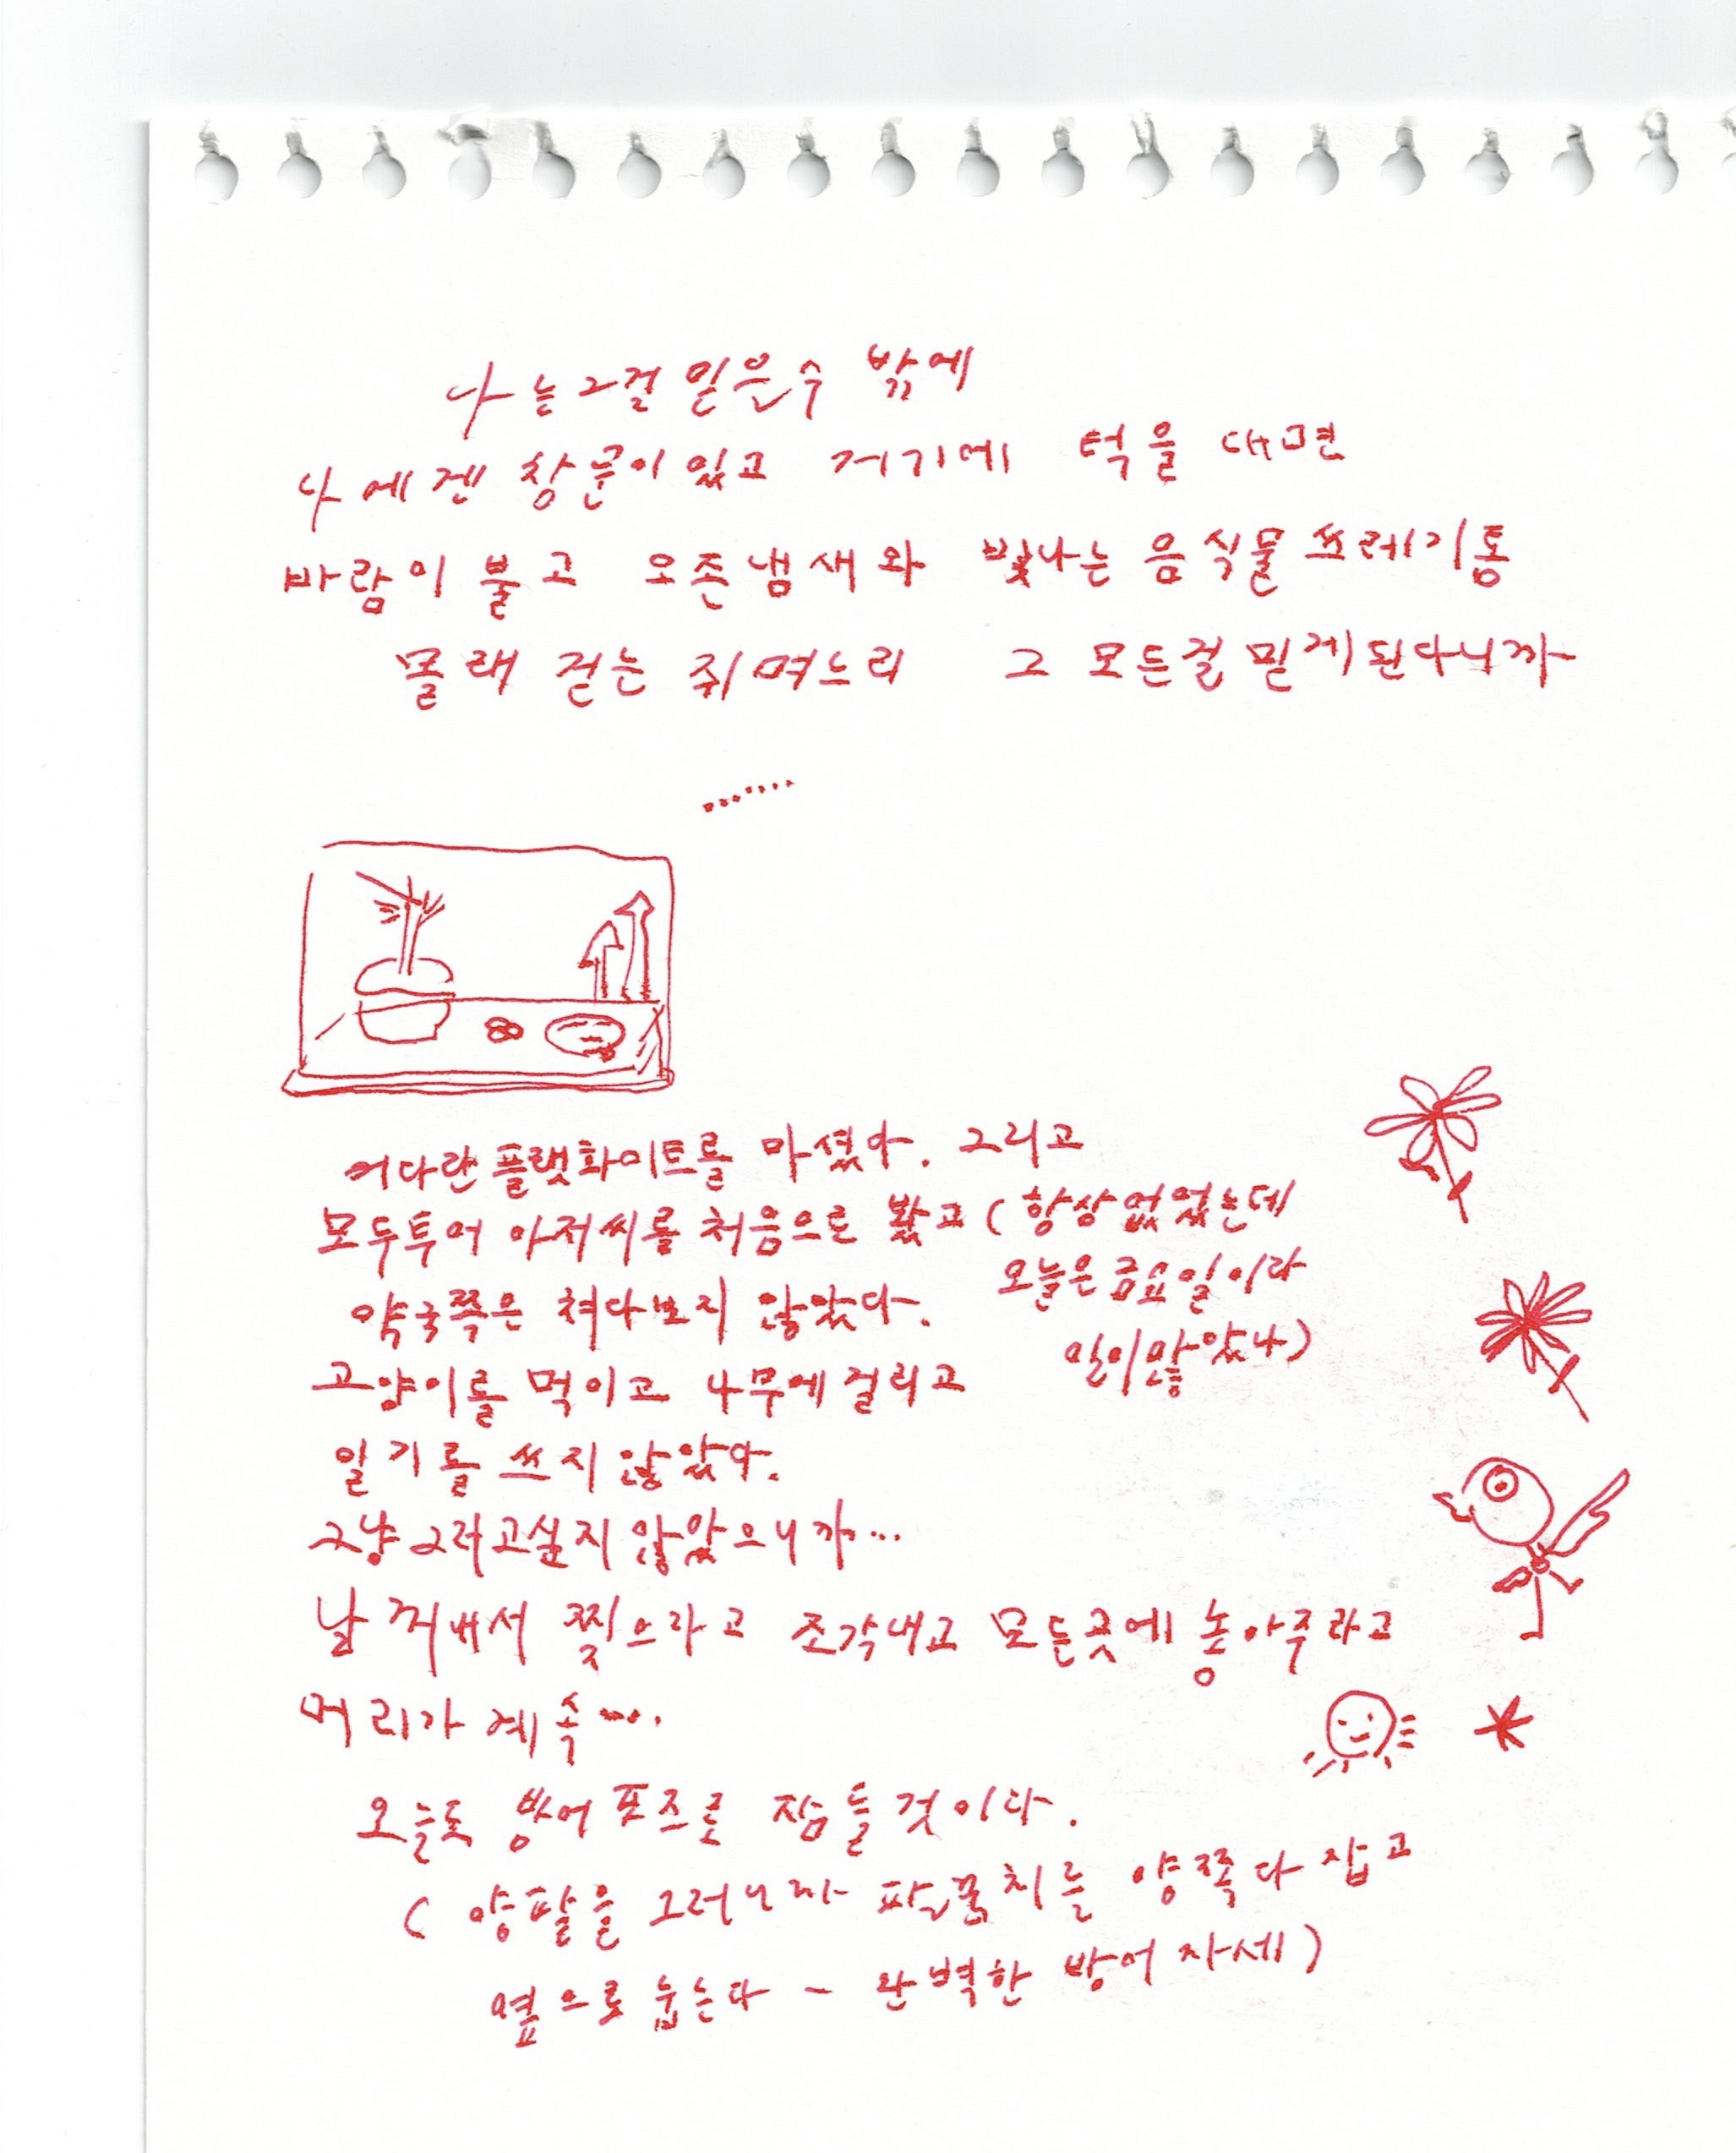 나는 그걸 믿을수 밖에
나에겐 창문이 있고 거기에 턱을 대면
바람이 불고 오존냄새와 빛나는 음식물 쓰레기통
몰래 걷는 쥐며느리 그 모든걸 믿게된다니까
.......
커다란 플랫화이트를 마셨다. 그리고
모두투어 아저씨를 처음으로 봤고 (항상 없었는데
오늘은 금요일이라
일이 많았나)
약국쪽은 쳐다보지 않았다.
고양이를 먹이고 나무에 걸리고
일기를 쓰지 않았다.
그냥 그러고싶지 않았으니까...
날 꺼내서 찢으라고 조각내고 모든곳에 놓아주라고
머리가 계속....
오늘도 방어 포즈로 잠들 것이다.
( 양팔을 그러니까 팔꿈치를 양쪽다 잡고
옆으로 눕는다 - 완벽한 방어 자세)